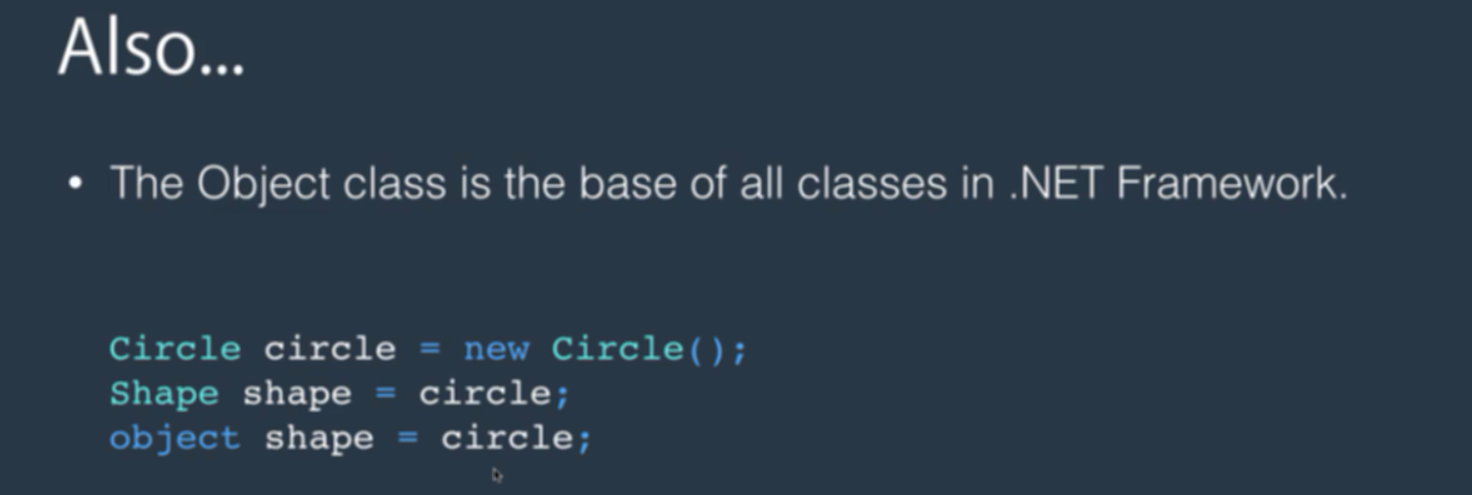 Also...
• The Object class is the base of all classes in .NET Framework.
Circle circle = new Circle();
Shape shape = circle;
object shape = circle;